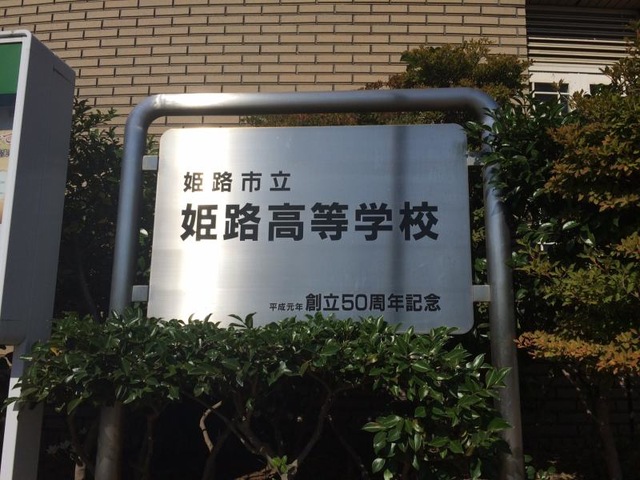 姫路市立
姫路高等学校
平成元年 創立50周年記念